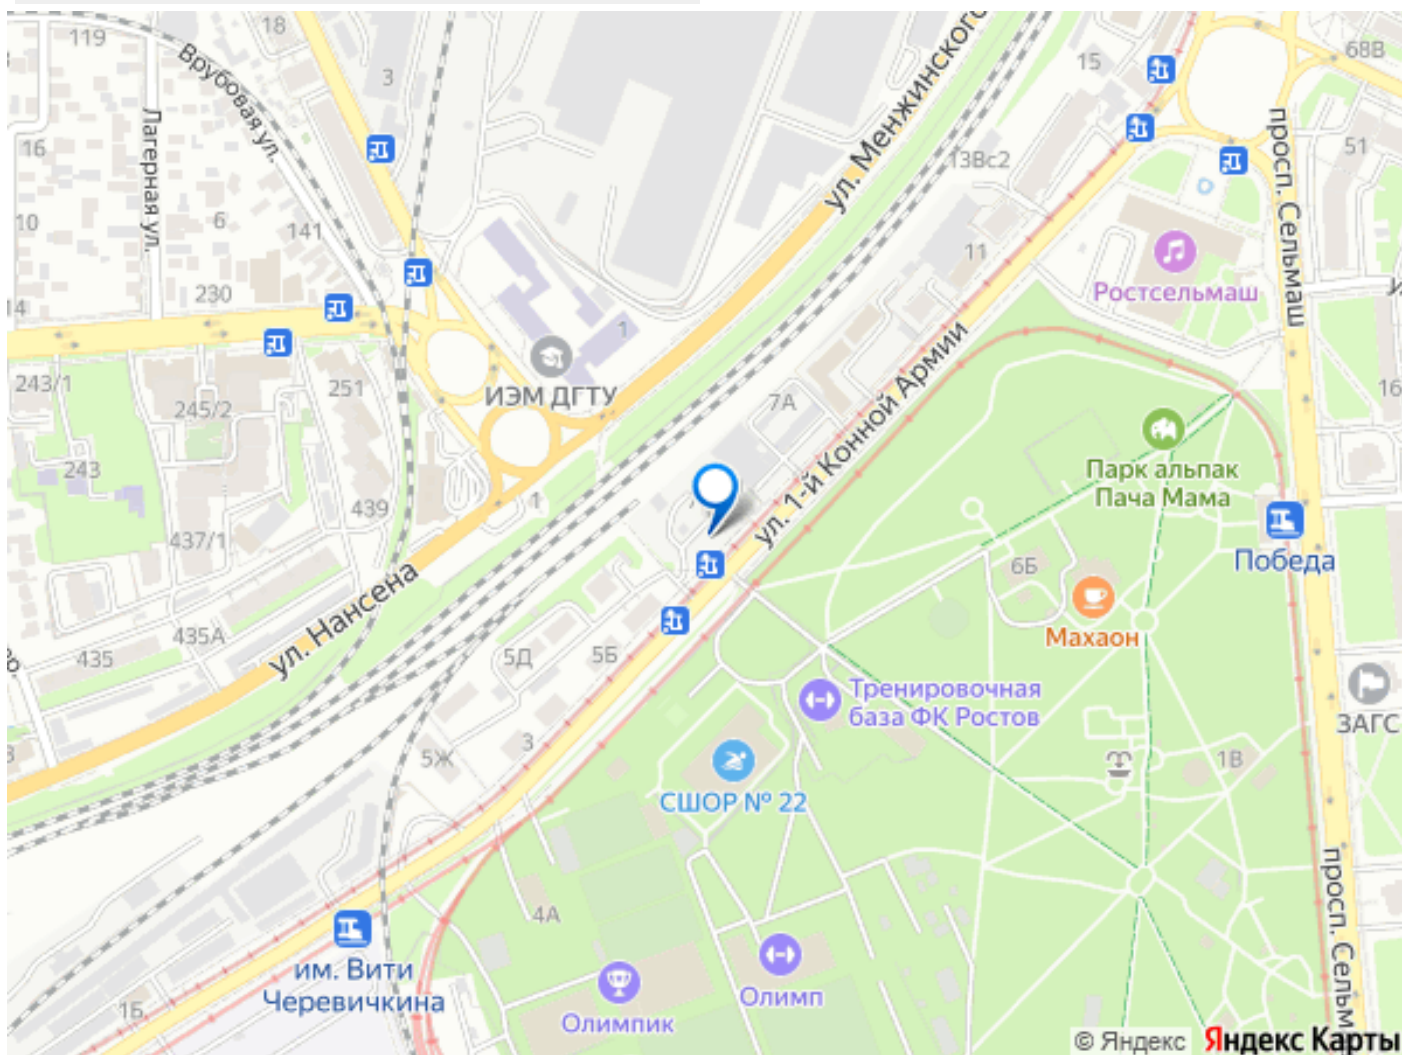 119
18
3
Врубовая ул.
Лагерная ул.
16
10
6
141
14
230
ул. Менжинского
15
68В
просп. Сельмаш
51
13Вс2
11
Ростсельмаш
1
ИЭМ ДГТУ
243/1
245/2
251
243
439
437/1
1
7А
ул. 1-й Конной Армии
16
Парк альпак
Пача Мама
Победа
6Б
Махаон
ул. Нансена
435А
435
5Д
5Б
Тренировочная
база ФК Ростов
ЗАГС
3
5Ж
1В
СШОР № 22
4А
просп. Сельм
им. Вити
Черевичкина
1Б
Олимп
Олимпик
© Яндекс Яндекс Карты